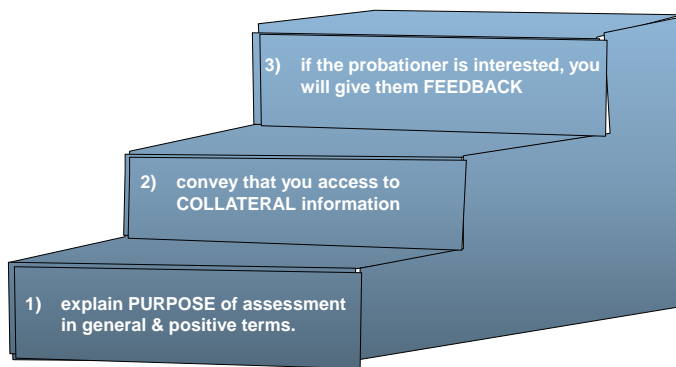 3) if the probationer is interested, you
will give them FEEDBACK
2) convey that you access to
COLLATERAL information
1) explain PURPOSE of assessment
in general & positive terms.